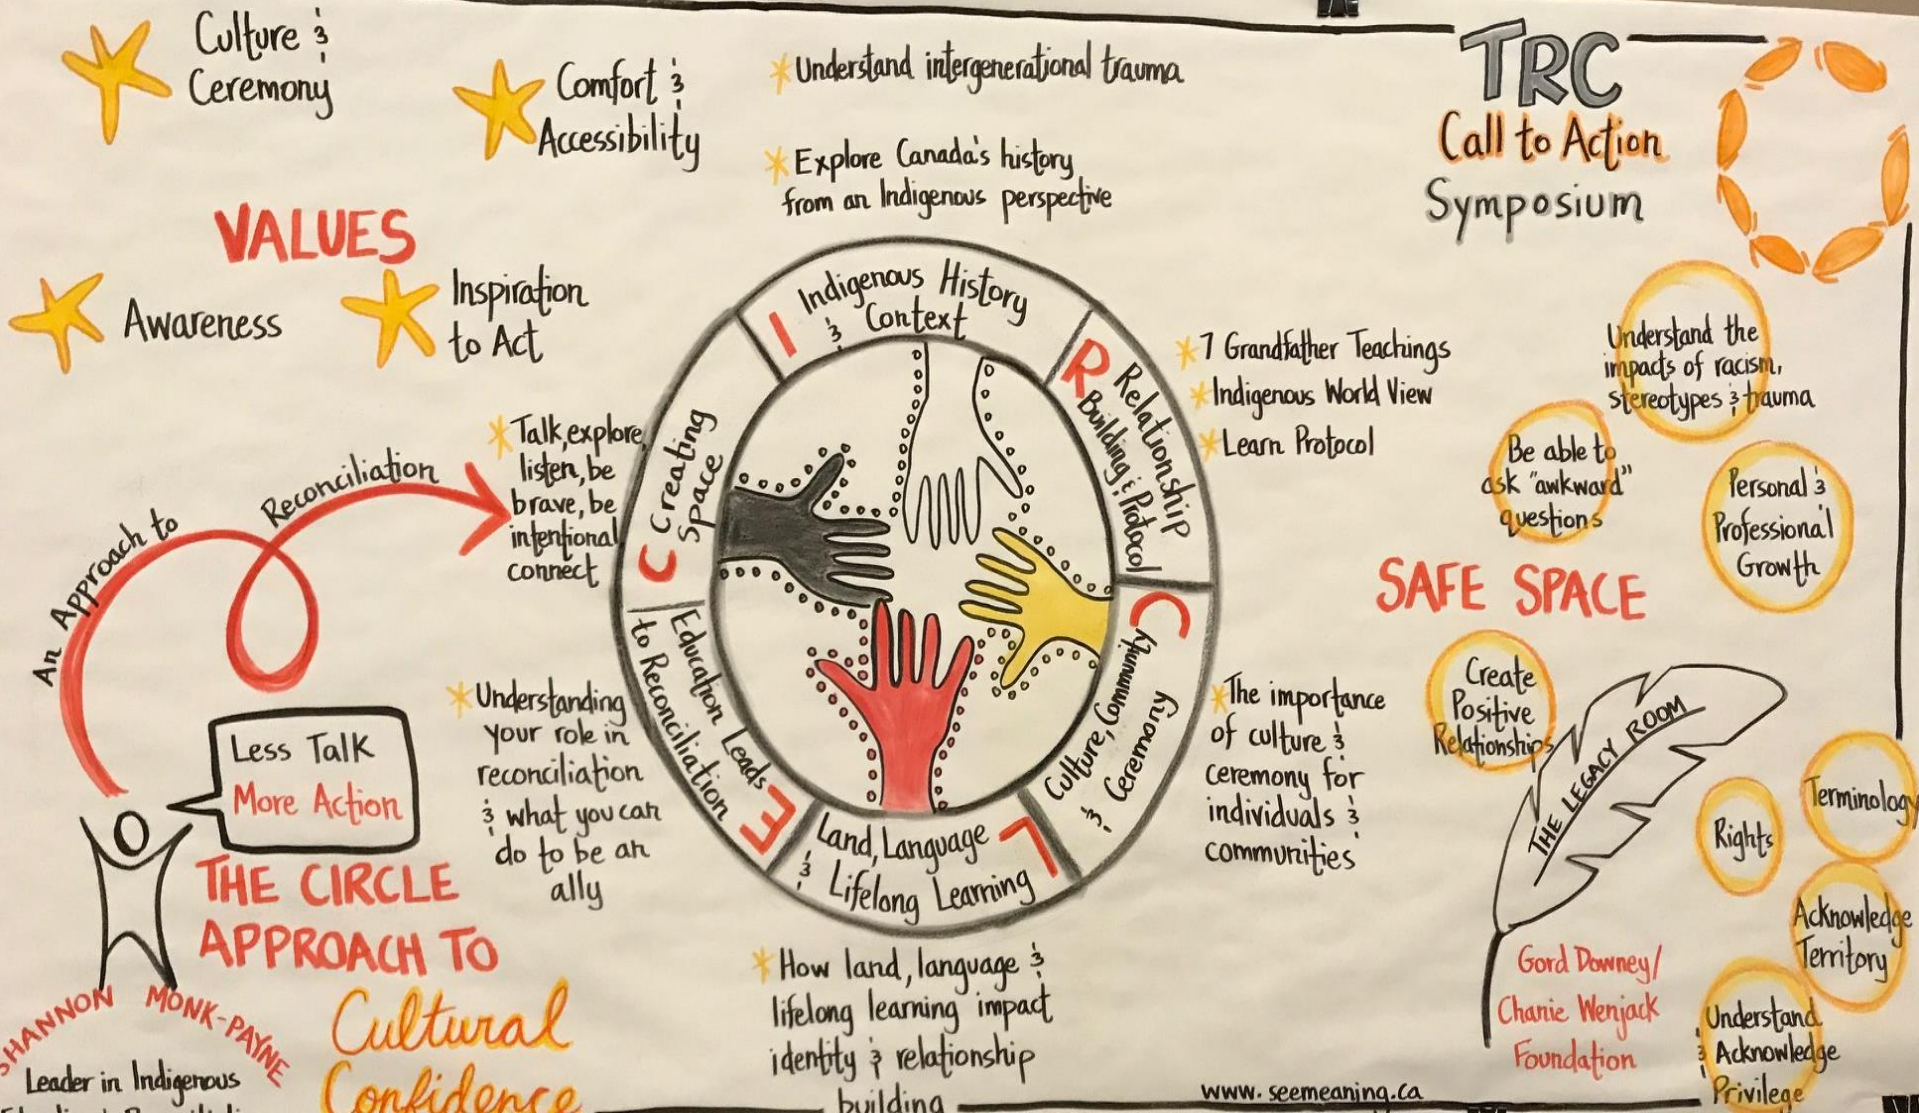 Culture &
Ceremony
Comfort &
Accessibility
VALUES
Awareness
Inspiration
to Act
* Understand intergenerational trauma
* Explore Canada's history
from an Indigenous perspective
TRC
Call to Action
Symposium
I Indigenous History
& Context
R Relationship
Building & Protocol
C Culture, Community
& Ceremony
L Land, Language
& Lifelong Learning
E Education Leads
to Reconciliation
C Creating
Space
* 7 Grandfather Teachings
* Indigenous World View
* Learn Protocol
* The importance
of culture &
ceremony for
individuals &
communities
* How land, language &
lifelong learning impact
identity & relationship
building
* Understanding
your role in
reconciliation
& what you can
do to be an
ally
* Talk, explore,
listen, be
brave, be
intentional
connect
An Approach to Reconciliation
Less Talk
More Action
THE CIRCLE
APPROACH TO
Cultural
Confidence
SHANNON MONK-PAYNE
Leader in Indigenous
Understand the
impacts of racism,
stereotypes & trauma
Be able to
ask "awkward"
questions
Personal &
Professional
Growth
SAFE SPACE
Create
Positive
Relationships
THE LEGACY ROOM
Terminology
Rights
Acknowledge
Territory
Understand
& Acknowledge
Privilege
Gord Downey/
Chanie Wenjack
Foundation
www.seemeaning.ca